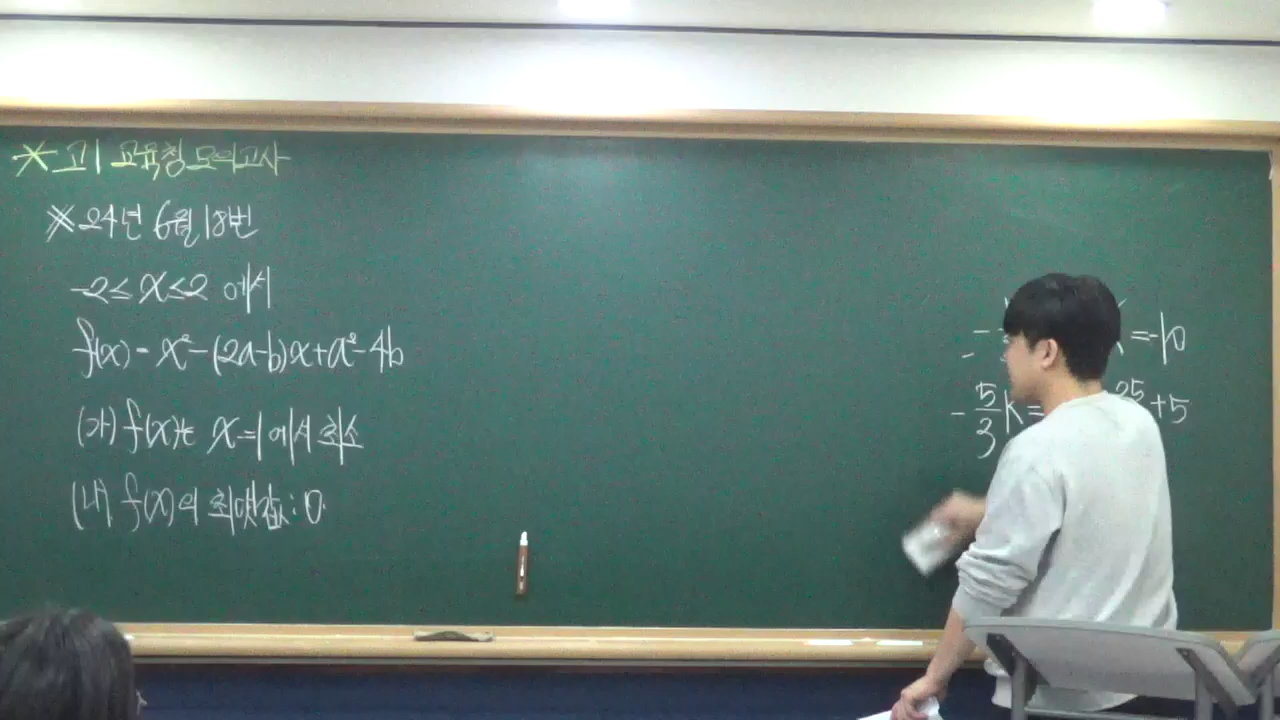 * 고1 교육청 모의고사
※ 24년 6월 18번
-2≤x≤2 에서
f(x) = x²-(2a-b)x+a²-4b
(가) f(x)는 x=1에서 최소
(나) f(x)의 최댓값: 0
=-10
-5/3 K= 25 +5